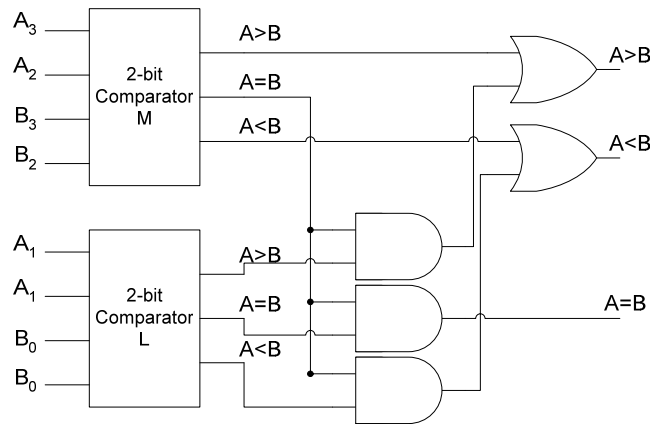 A3
A2
B3
B2
2-bit
Comparator
M
A>B
A=B
A<B
A>B
A<B
A1
A1
B0
B0
2-bit
Comparator
L
A>B
A=B
A<B
A=B